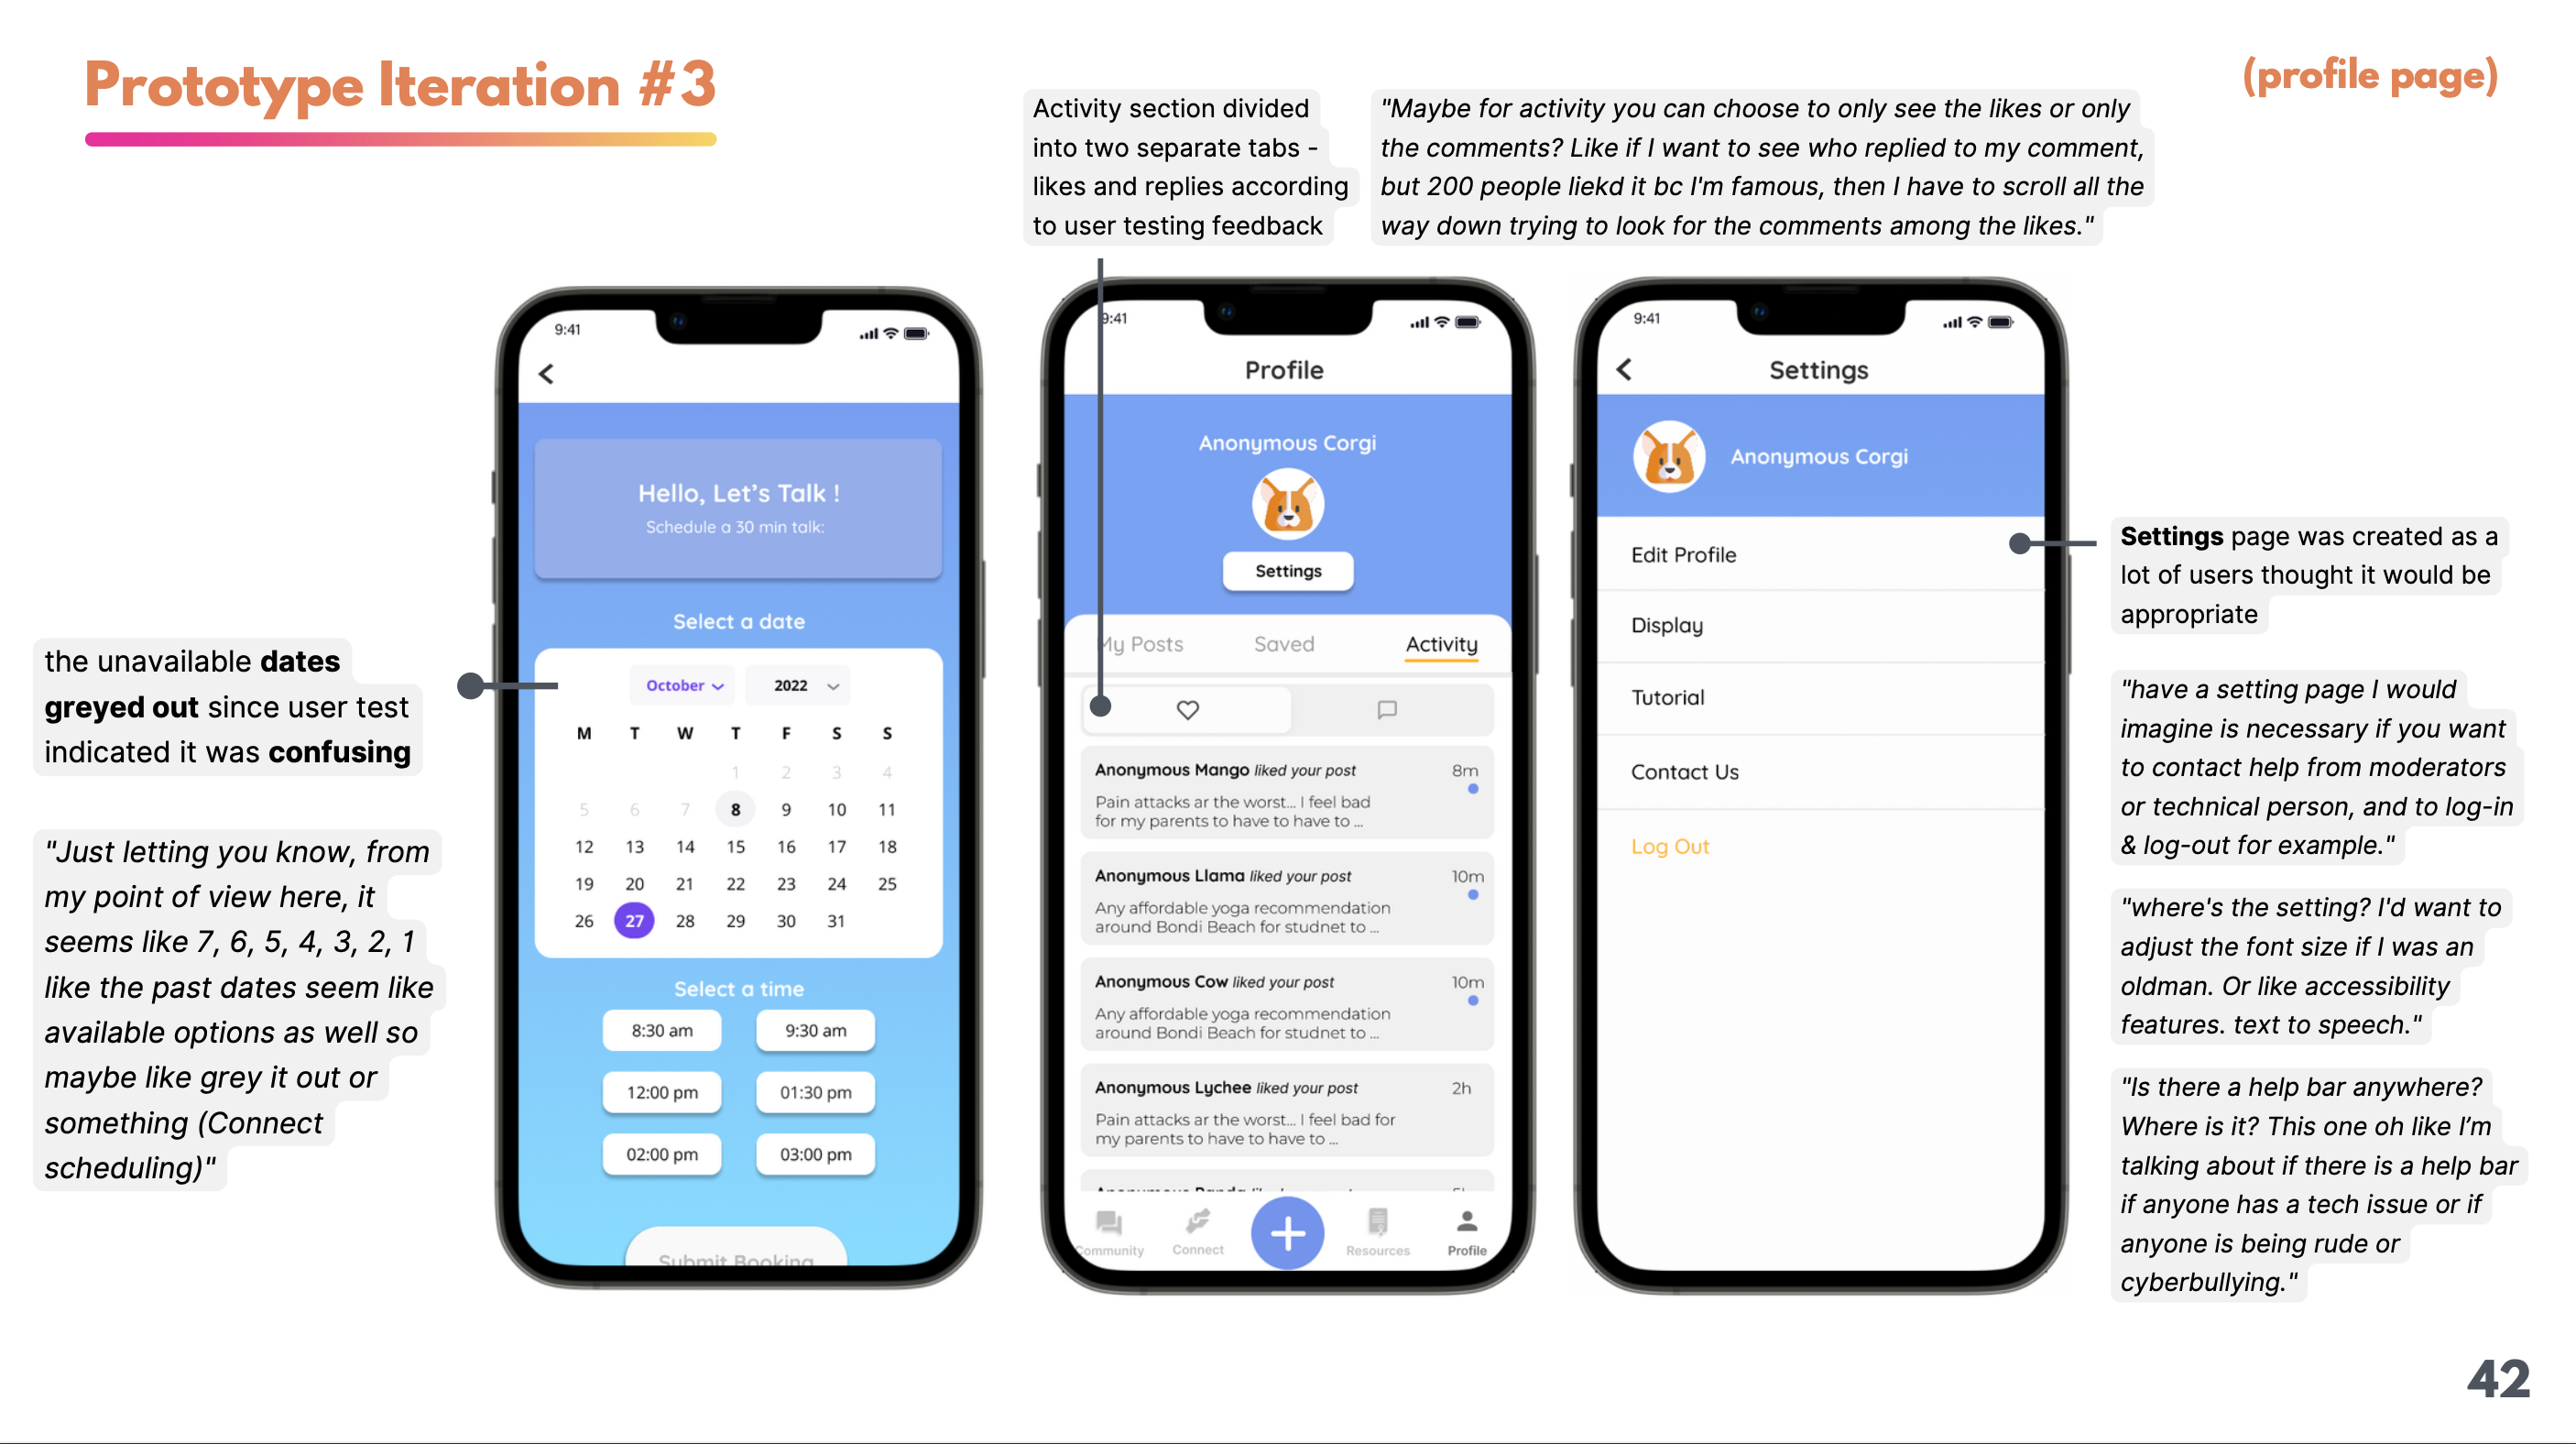 Prototype Iteration #3
(profile page)
Activity section divided
into two separate tabs -
likes and replies according
to user testing feedback
"Maybe for activity you can choose to only see the likes or only
the comments? Like if I want to see who replied to my comment,
but 200 people liekd it bc I'm famous, then I have to scroll all the
way down trying to look for the comments among the likes."
the unavailable dates
greyed out since user test
indicated it was confusing
"Just letting you know, from
my point of view here, it
seems like 7, 6, 5, 4, 3, 2, 1
like the past dates seem like
available options as well so
maybe like grey it out or
something (Connect
scheduling)"
9:41
Hello, Let's Talk !
Schedule a 30 min talk:
Select a date
October 2022
M T W T F S S
1 2 3 4
5 6 7 8 9 10 11
12 13 14 15 16 17 18
19 20 21 22 23 24 25
26 27 28 29 30 31
Select a time
8:30 am 9:30 am
12:00 pm 01:30 pm
02:00 pm 03:00 pm
Submit Booking
9:41
Profile
Anonymous Corgi
Settings
My Posts Saved Activity
Anonymous Mango liked your post 8m
Pain attacks ar the worst... I feel bad
for my parents to have to have to ...
Anonymous Llama liked your post 10m
Any affordable yoga recommendation
around Bondi Beach for studnet to ...
Anonymous Cow liked your post 10m
Any affordable yoga recommendation
around Bondi Beach for studnet to ...
Anonymous Lychee liked your post 2h
Pain attacks ar the worst... I feel bad for
my parents to have to have to ...
Community Connect Resources Profile
9:41
Settings
Anonymous Corgi
Edit Profile
Display
Tutorial
Contact Us
Log Out
Settings page was created as a
lot of users thought it would be
appropriate
"have a setting page I would
imagine is necessary if you want
to contact help from moderators
or technical person, and to log-in
& log-out for example."
"where's the setting? I'd want to
adjust the font size if I was an
oldman. Or like accessibility
features. text to speech."
"Is there a help bar anywhere?
Where is it? This one oh like I'm
talking about if there is a help bar
if anyone has a tech issue or if
anyone is being rude or
cyberbullying."
42